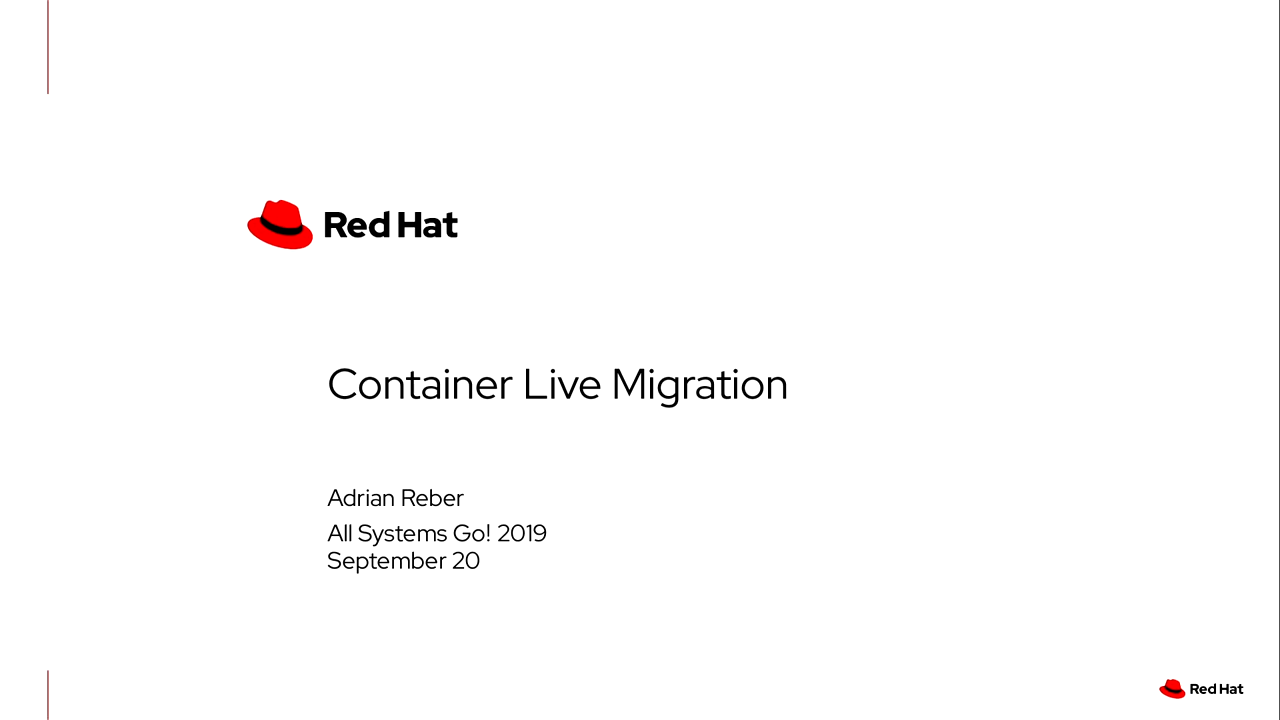 Red Hat
Container Live Migration
Adrian Reber
All Systems Go! 2019
September 20
Red Hat